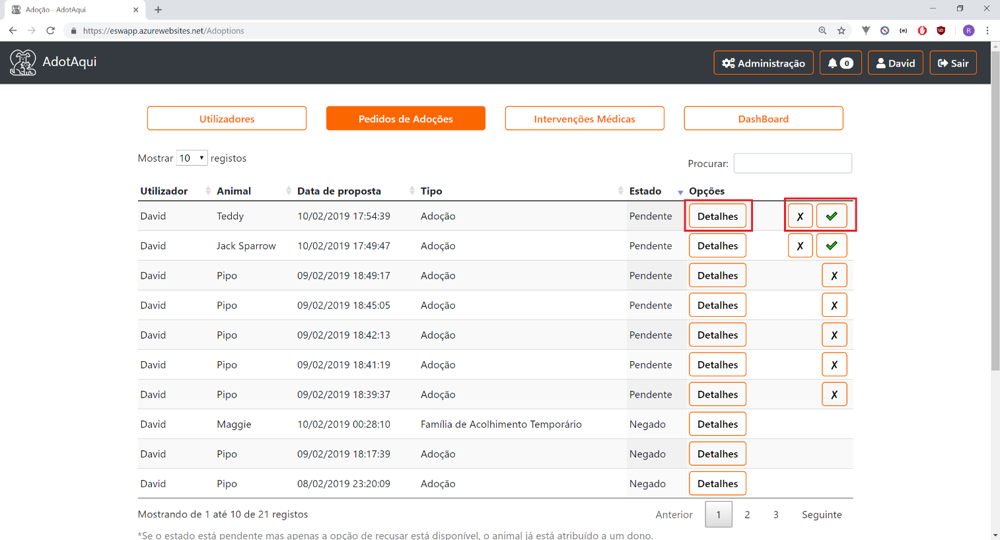 Adoção - AdotAqui
https://eswapp.azurewebsites.net/Adoptions
R
AdotAqui
Administração
0
David
Sair
Utilizadores
Pedidos de Adoções
Intervenções Médicas
DashBoard
Mostrar 10 registos
Procurar:
Utilizador Animal Data de proposta Tipo Estado Opções
David Teddy 10/02/2019 17:54:39 Adoção Pendente Detalhes ✗ ✔
David Jack Sparrow 10/02/2019 17:49:47 Adoção Pendente Detalhes ✗ ✔
David Pipo 09/02/2019 18:49:17 Adoção Pendente Detalhes ✗
David Pipo 09/02/2019 18:45:05 Adoção Pendente Detalhes ✗
David Pipo 09/02/2019 18:42:13 Adoção Pendente Detalhes ✗
David Pipo 09/02/2019 18:41:19 Adoção Pendente Detalhes ✗
David Pipo 09/02/2019 18:39:37 Adoção Pendente Detalhes ✗
David Maggie 10/02/2019 00:28:10 Família de Acolhimento Temporário Negado Detalhes
David Pipo 09/02/2019 18:17:39 Adoção Negado Detalhes
David Pipo 08/02/2019 23:20:09 Adoção Negado Detalhes
Mostrando de 1 até 10 de 21 registos
Anterior 1 2 3 Seguinte
*Se o estado está pendente mas apenas a opção de recusar está disponível, o animal já está atribuído a um dono.